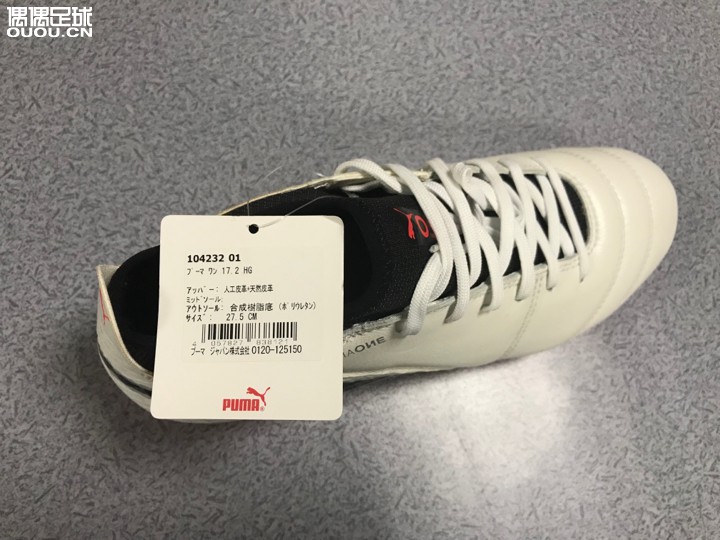 偶偶足球
OUOU.CN
104232 01
プーマ ワン 17.2 HG
アッパー: 人工皮革+天然皮革
ミッドソール:
アウトソール: 合成樹脂底 (ポリウレタン)
サイズ: 27.5 CM
4 057827 838121
プーマ ジャパン株式会社 0120-125150
PUMA